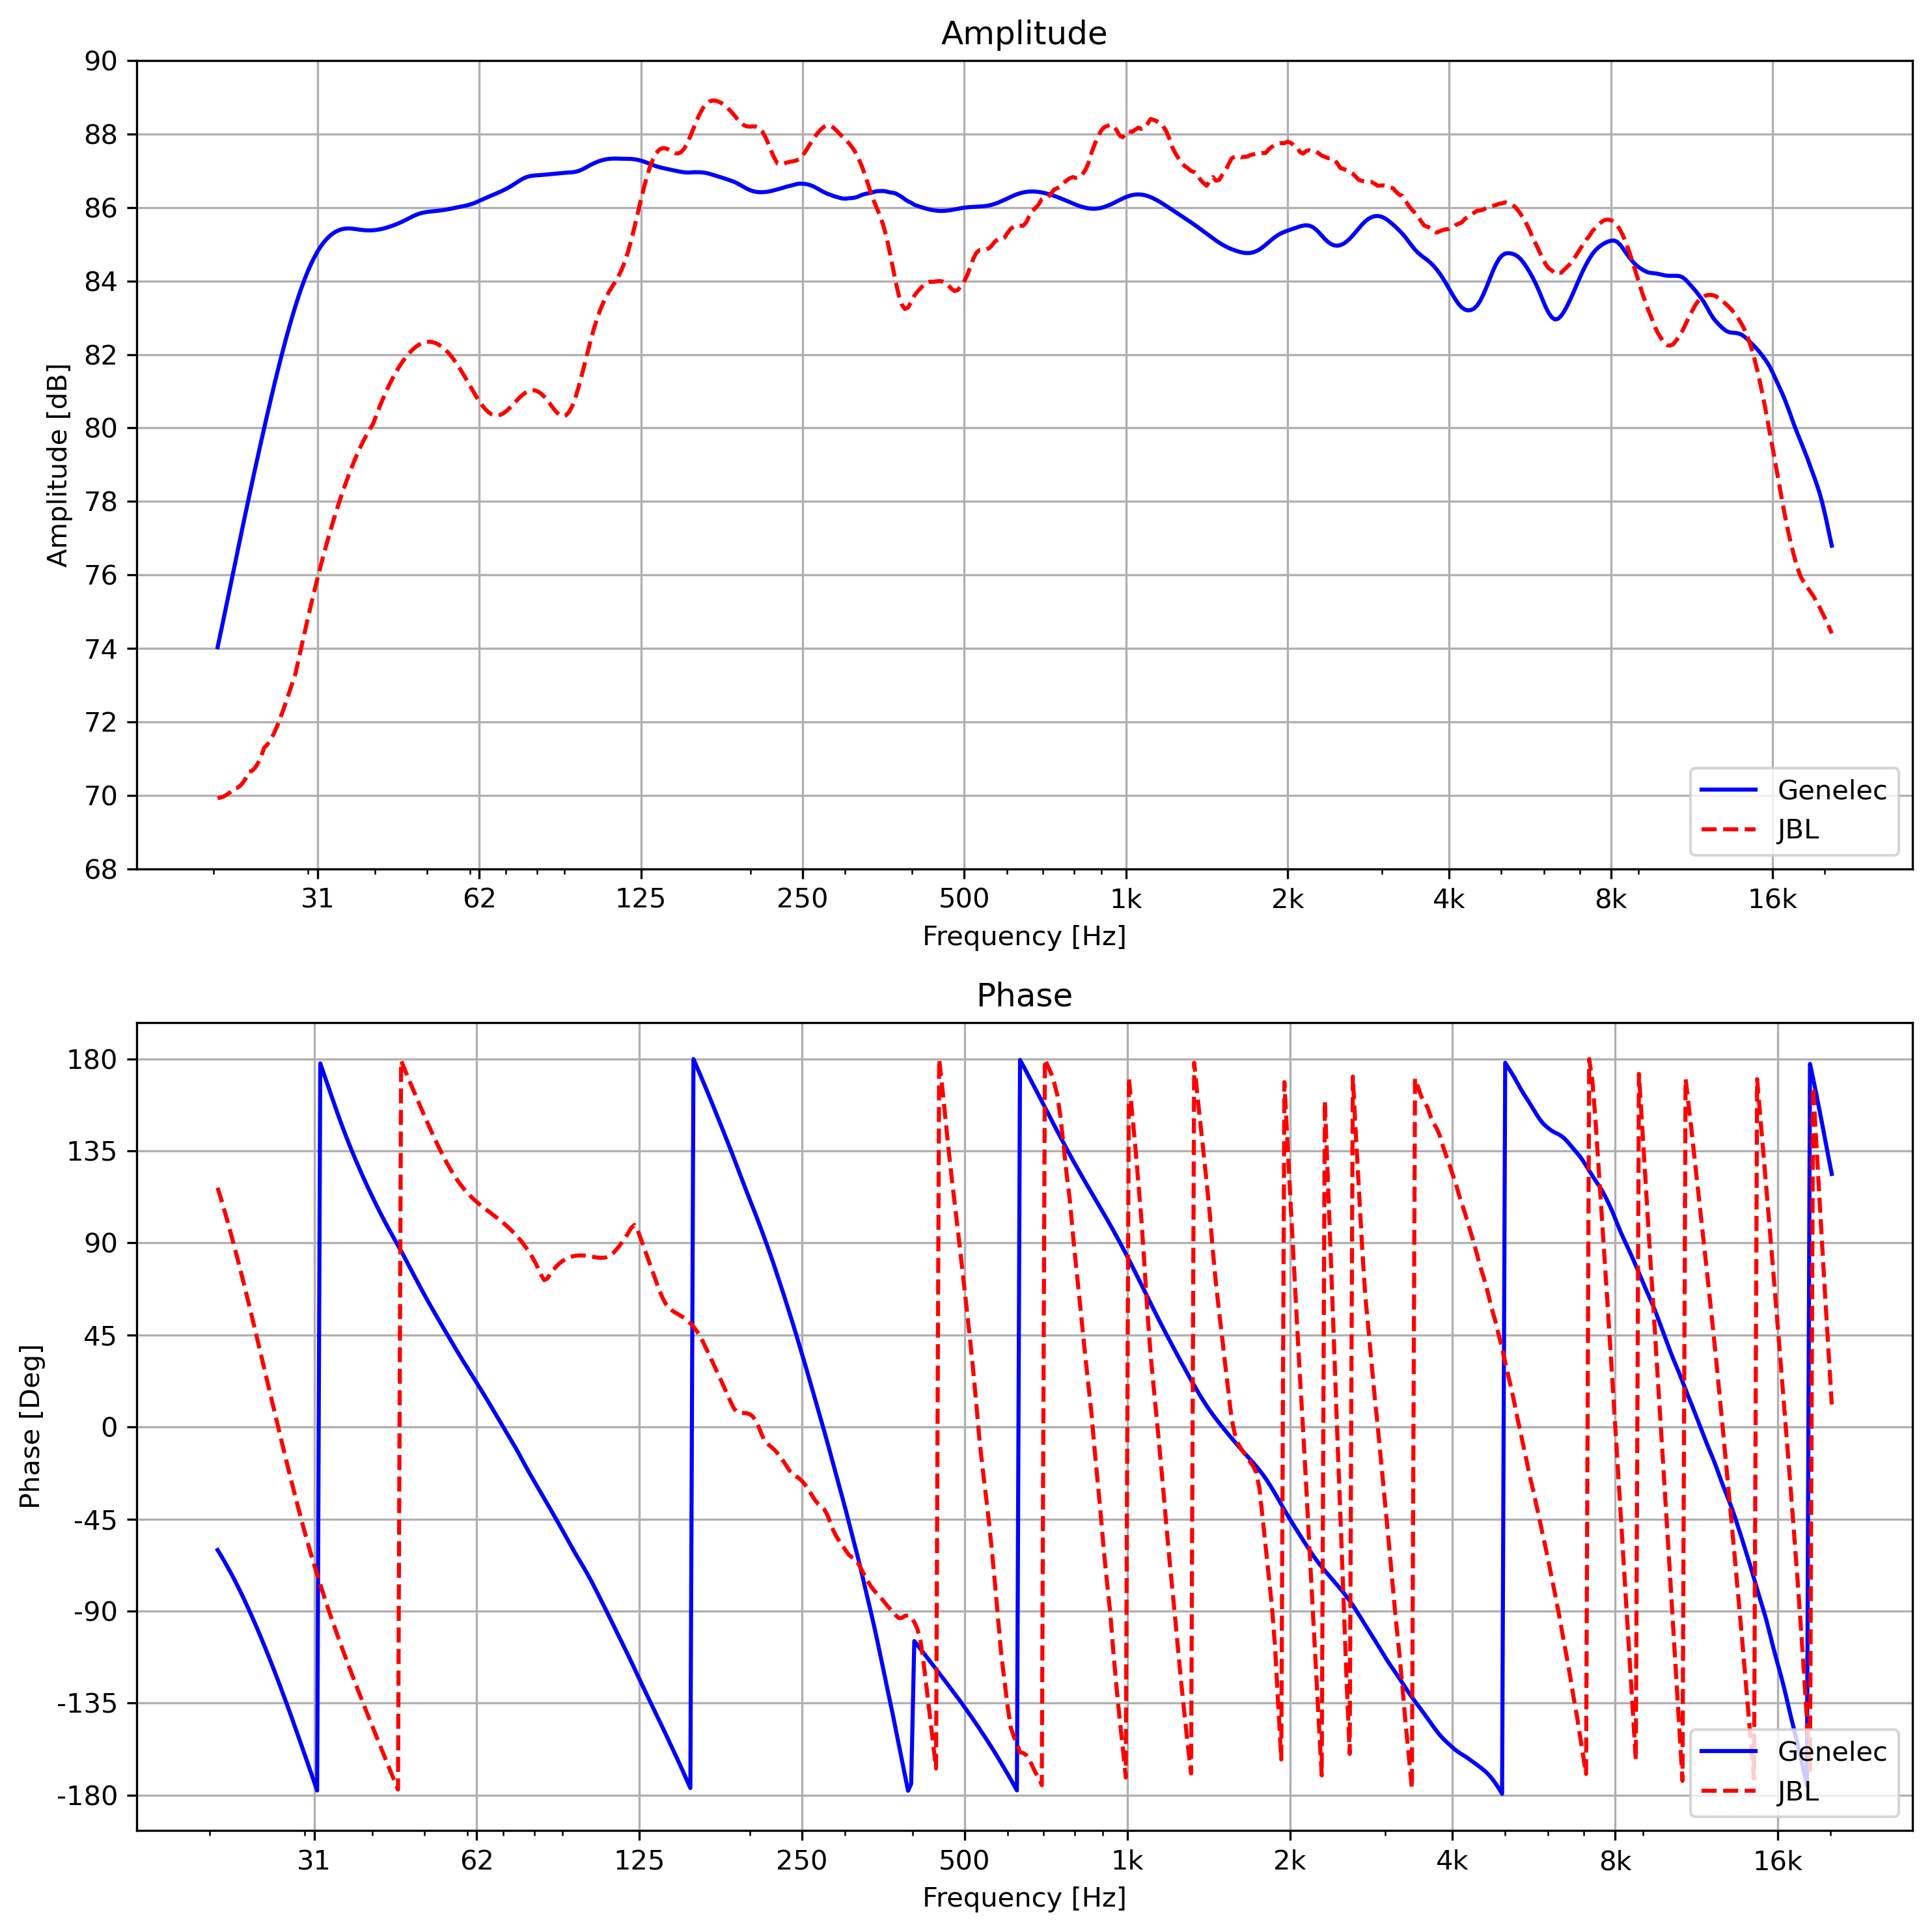 Amplitude
90
88
86
84
82
80
78
76
74
72
70
68
Amplitude [dB]
Genelec
JBL
31 62 125 250 500 1k 2k 4k 8k 16k
Frequency [Hz]
Phase
180
135
90
45
0
-45
-90
-135
-180
Phase [Deg]
Genelec
JBL
31 62 125 250 500 1k 2k 4k 8k 16k
Frequency [Hz]